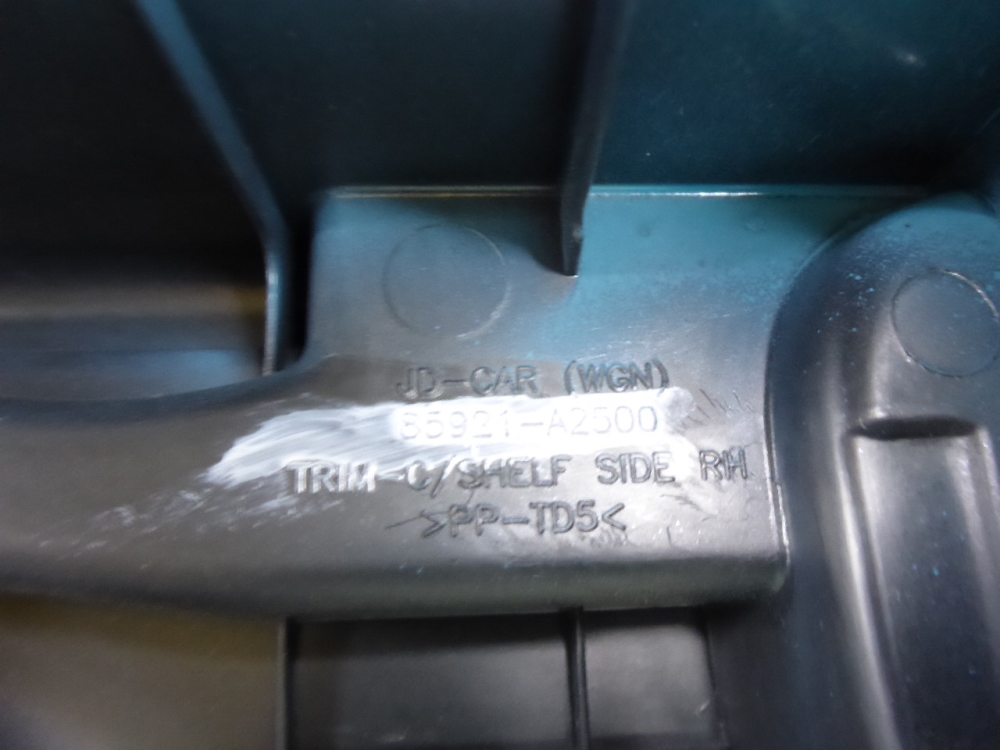 JD-CAR (WGN)
85921-A2500
TRIM-C/SHELF SIDE RH
>PP-TD5<